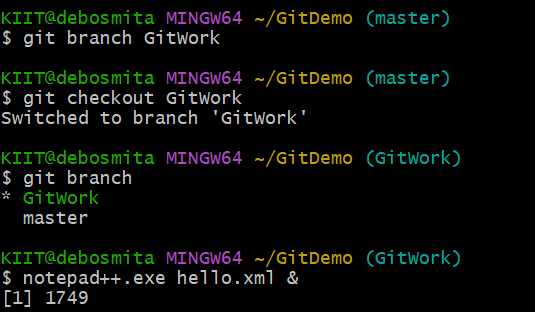 KIIT@debosmita MINGW64 ~/GitDemo (master)
$ git branch GitWork
KIIT@debosmita MINGW64 ~/GitDemo (master)
$ git checkout GitWork
Switched to branch 'GitWork'
KIIT@debosmita MINGW64 ~/GitDemo (GitWork)
$ git branch
* GitWork
  master
KIIT@debosmita MINGW64 ~/GitDemo (GitWork)
$ notepad++.exe hello.xml &
[1] 1749